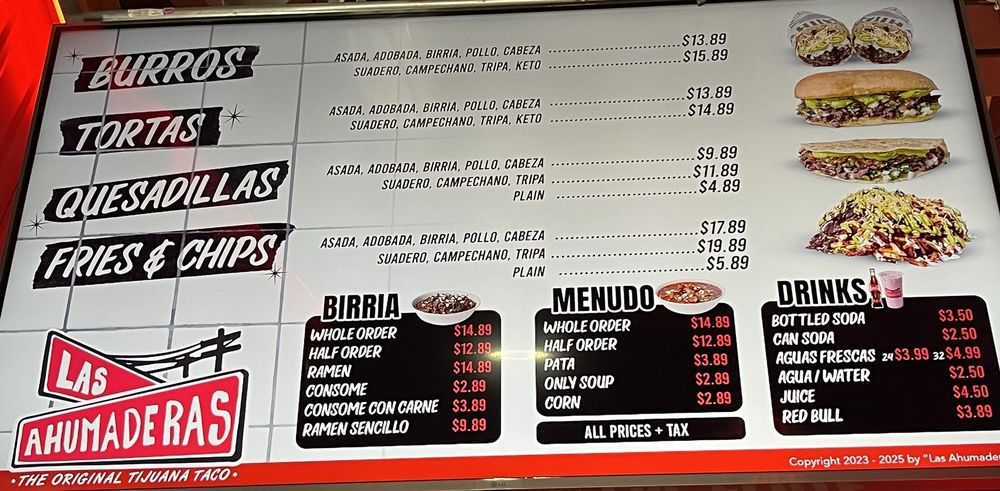 BURROS
ASADA, ADOBADA, BIRRIA, POLLO, CABEZA ........ $13.89
SUADERO, CAMPECHANO, TRIPA, KETO ........ $15.89
TORTAS
ASADA, ADOBADA, BIRRIA, POLLO, CABEZA ........ $13.89
SUADERO, CAMPECHANO, TRIPA, KETO ........ $14.89
QUESADILLAS
ASADA, ADOBADA, BIRRIA, POLLO, CABEZA ........ $9.89
SUADERO, CAMPECHANO, TRIPA ........ $11.89
PLAIN ........ $4.89
FRIES & CHIPS
ASADA, ADOBADA, BIRRIA, POLLO, CABEZA ........ $17.89
SUADERO, CAMPECHANO, TRIPA ........ $19.89
PLAIN ........ $5.89
BIRRIA
WHOLE ORDER $14.89
HALF ORDER $12.89
RAMEN $14.89
CONSOME $2.89
CONSOME CON CARNE $3.89
RAMEN SENCILLO $9.89
MENUDO
WHOLE ORDER $14.89
HALF ORDER $12.89
PATA $3.89
ONLY SOUP $2.89
CORN $2.89
ALL PRICES + TAX
DRINKS
BOTTLED SODA $3.50
CAN SODA $2.50
AGUAS FRESCAS 24 $3.99 32 $4.99
AGUA / WATER $2.50
JUICE $4.50
RED BULL $3.89
LAS
AHUMADERAS
•THE ORIGINAL TIJUANA TACO•
Copyright 2023 - 2025 by "Las Ahumader
LG